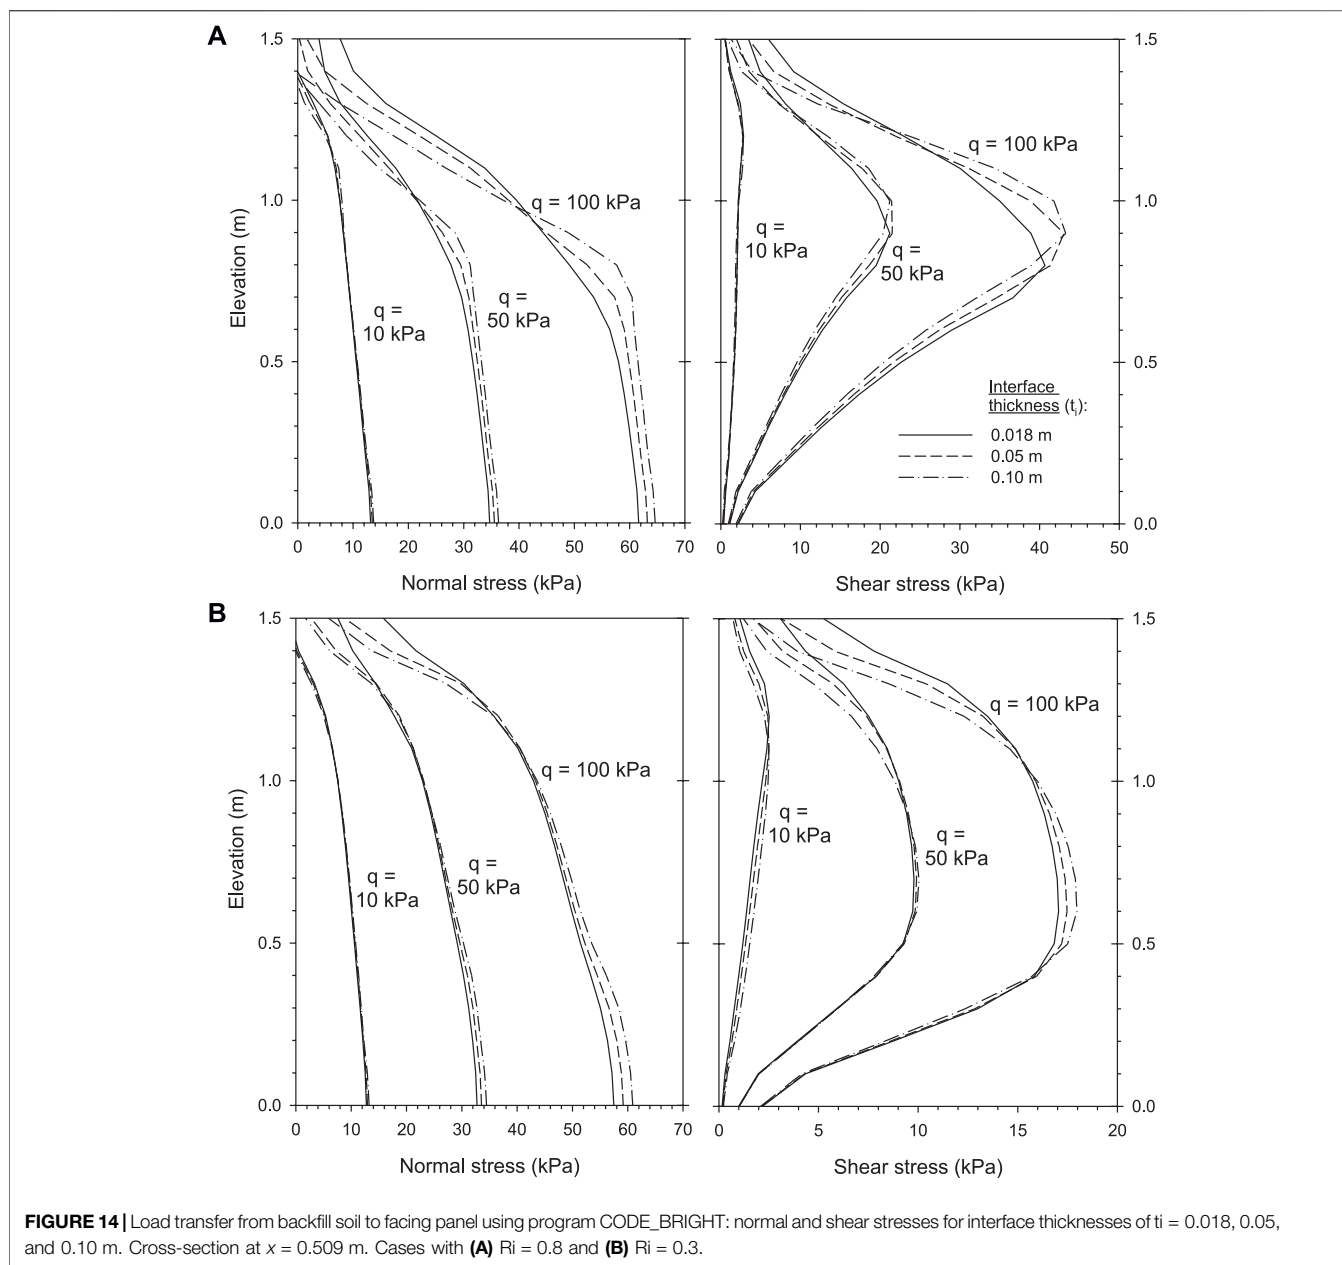 A
1.5
1.0
0.5
0.0
Elevation (m)
q = 100 kPa
q =
50 kPa
q =
10 kPa
0 10 20 30 40 50 60 70
Normal stress (kPa)
1.5
1.0
0.5
0.0
q = 100 kPa
q =
10 kPa
q =
50 kPa
Interface
thickness (ti):
0.018 m
0.05 m
0.10 m
0 10 20 30 40 50
Shear stress (kPa)
B
1.5
1.0
0.5
0.0
Elevation (m)
q = 100 kPa
q =
50 kPa
q =
10 kPa
0 10 20 30 40 50 60 70
Normal stress (kPa)
1.5
1.0
0.5
0.0
q = 100 kPa
q =
10 kPa
q =
50 kPa
0 5 10 15 20
Shear stress (kPa)
FIGURE 14 | Load transfer from backfill soil to facing panel using program CODE_BRIGHT: normal and shear stresses for interface thicknesses of ti = 0.018, 0.05,
and 0.10 m. Cross-section at x = 0.509 m. Cases with (A) Ri = 0.8 and (B) Ri = 0.3.